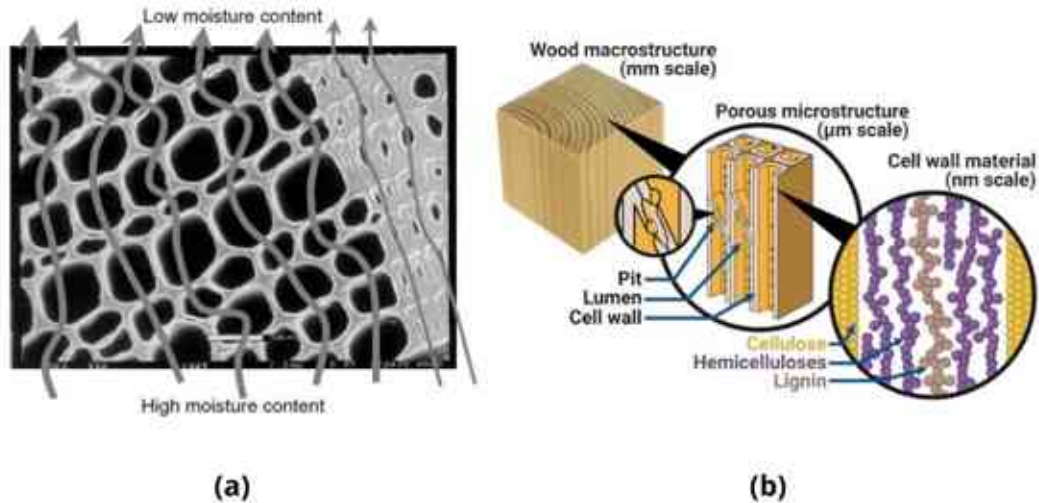 Low moisture content
High moisture content
(a)
Wood macrostructure
(mm scale)
Porous microstructure
(µm scale)
Cell wall material
(nm scale)
Pit
Lumen
Cell wall
Cellulose
Hemicelluloses
Lignin
(b)